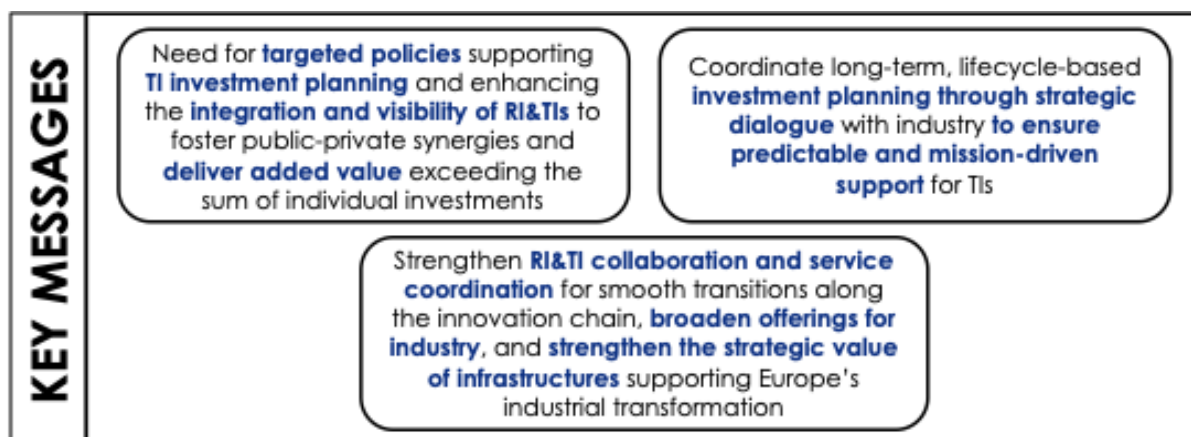 KEY MESSAGES
Need for targeted policies supporting
TI investment planning and enhancing
the integration and visibility of RI&TIs to
foster public-private synergies and
deliver added value exceeding the
sum of individual investments
Coordinate long-term, lifecycle-based
investment planning through strategic
dialogue with industry to ensure
predictable and mission-driven
support for TIs
Strengthen RI&TI collaboration and service
coordination for smooth transitions along
the innovation chain, broaden offerings for
industry, and strengthen the strategic value
of infrastructures supporting Europe’s
industrial transformation